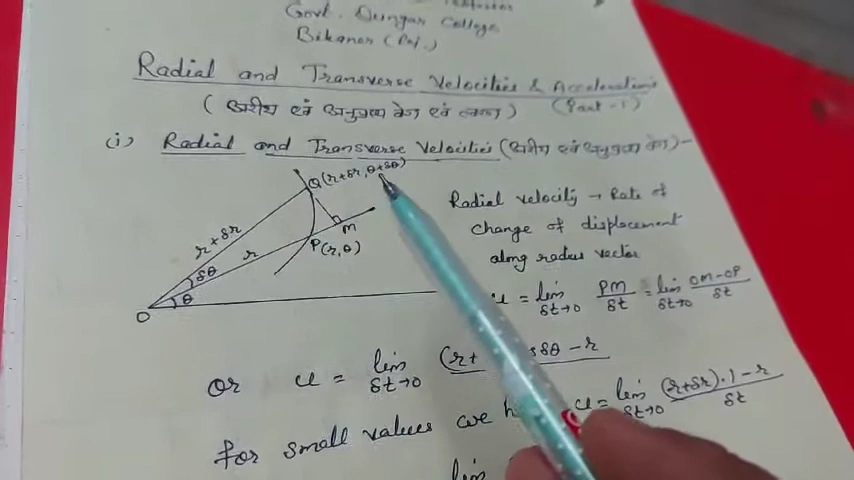 Govt. Dungar College
Bikaner (Raj.)
Radial and Transverse Velocities & Accelerations
(अरीय एवं अनुप्रस्थ वेग एवं त्वरण) (Part-1)
(i) Radial and Transverse Velocities (अरीय एवं अनुप्रस्थ वेग) -
Q(r+δr, θ+δθ)
r+δr
r
M
P(r,θ)
δθ
θ
O
Radial velocity → Rate of
change of displacement
along radius vector
u = lim δt→0 PM/δt = lim δt→0 OM-OP/δt
or u = lim δt→0 (r+ δθ - r
for small values we u = lim δt→0 (r+δr).1-r/δt
lim